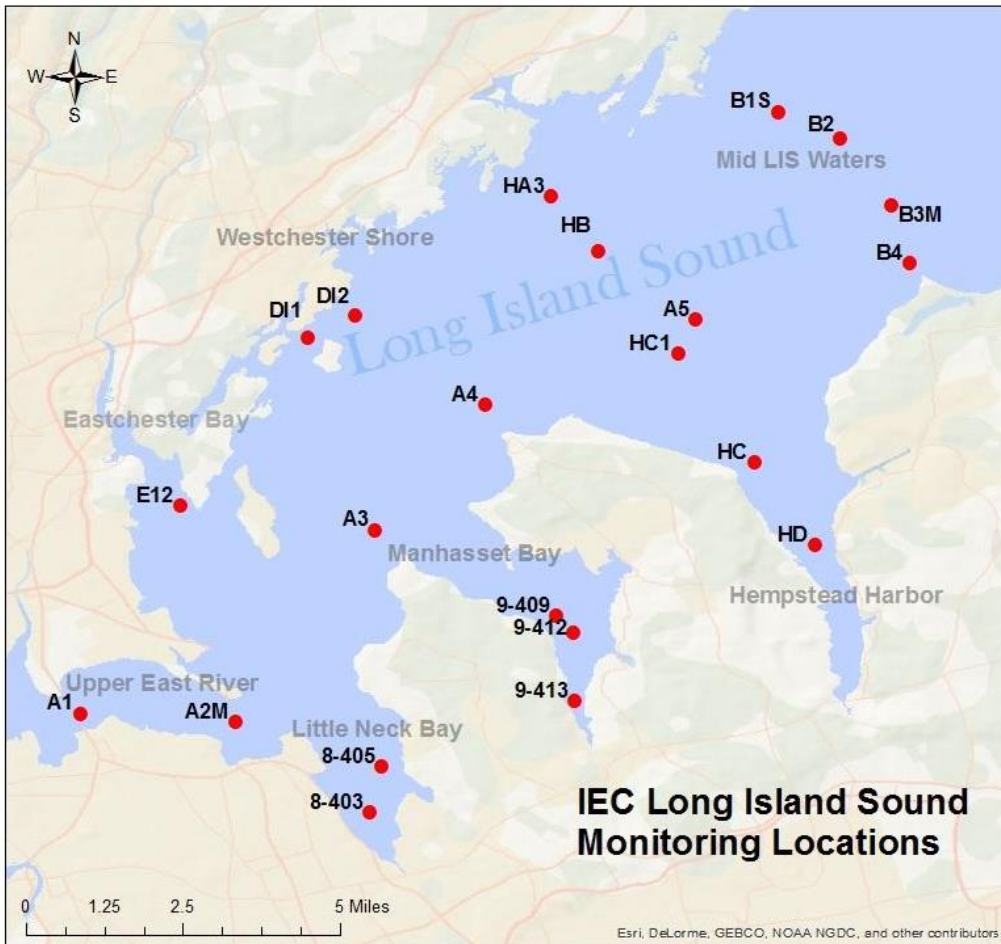 N
W E
S
B1S
B2
Mid LIS Waters
HA3
B3M
Westchester Shore
HB
B4
Long Island Sound
DI2
DI1
A5
HC1
A4
Eastchester Bay
HC
E12
A3
HD
Manhasset Bay
Hempstead Harbor
9-409
9-412
Upper East River
9-413
A1
A2M
Little Neck Bay
8-405
8-403
IEC Long Island Sound
Monitoring Locations
0 1.25 2.5 5 Miles
Esri, DeLorme, GEBCO, NOAA NGDC, and other contributors